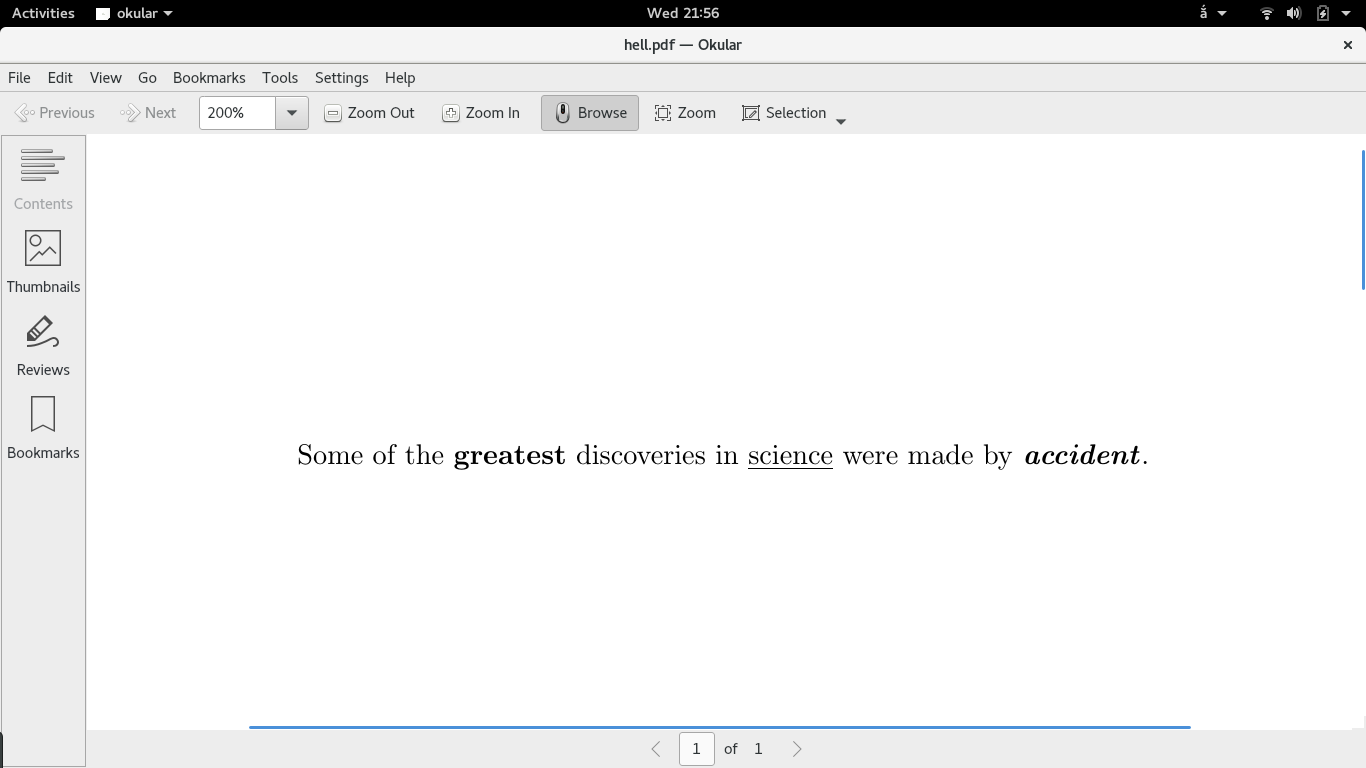 Activities okular Wed 21:56 á
hell.pdf — Okular
File Edit View Go Bookmarks Tools Settings Help
Previous Next 200% Zoom Out Zoom In Browse Zoom Selection
Contents
Thumbnails
Reviews
Bookmarks
Some of the greatest discoveries in science were made by accident.
1 of 1